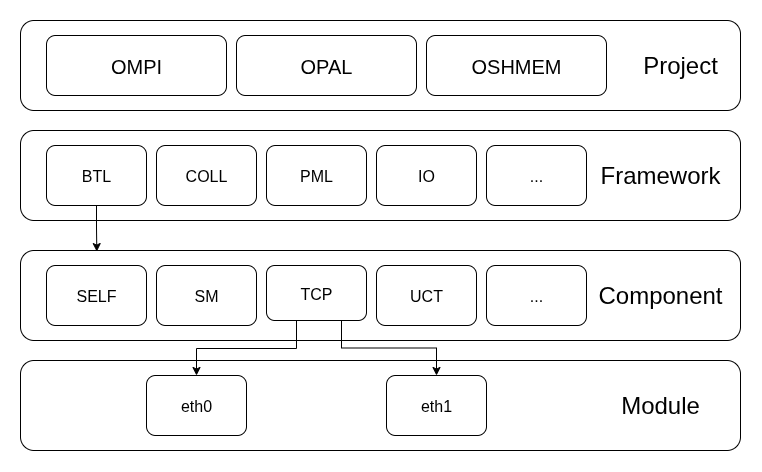 OMPI OPAL OSHMEM Project
BTL COLL PML IO ... Framework
SELF SM TCP UCT ... Component
eth0 eth1 Module